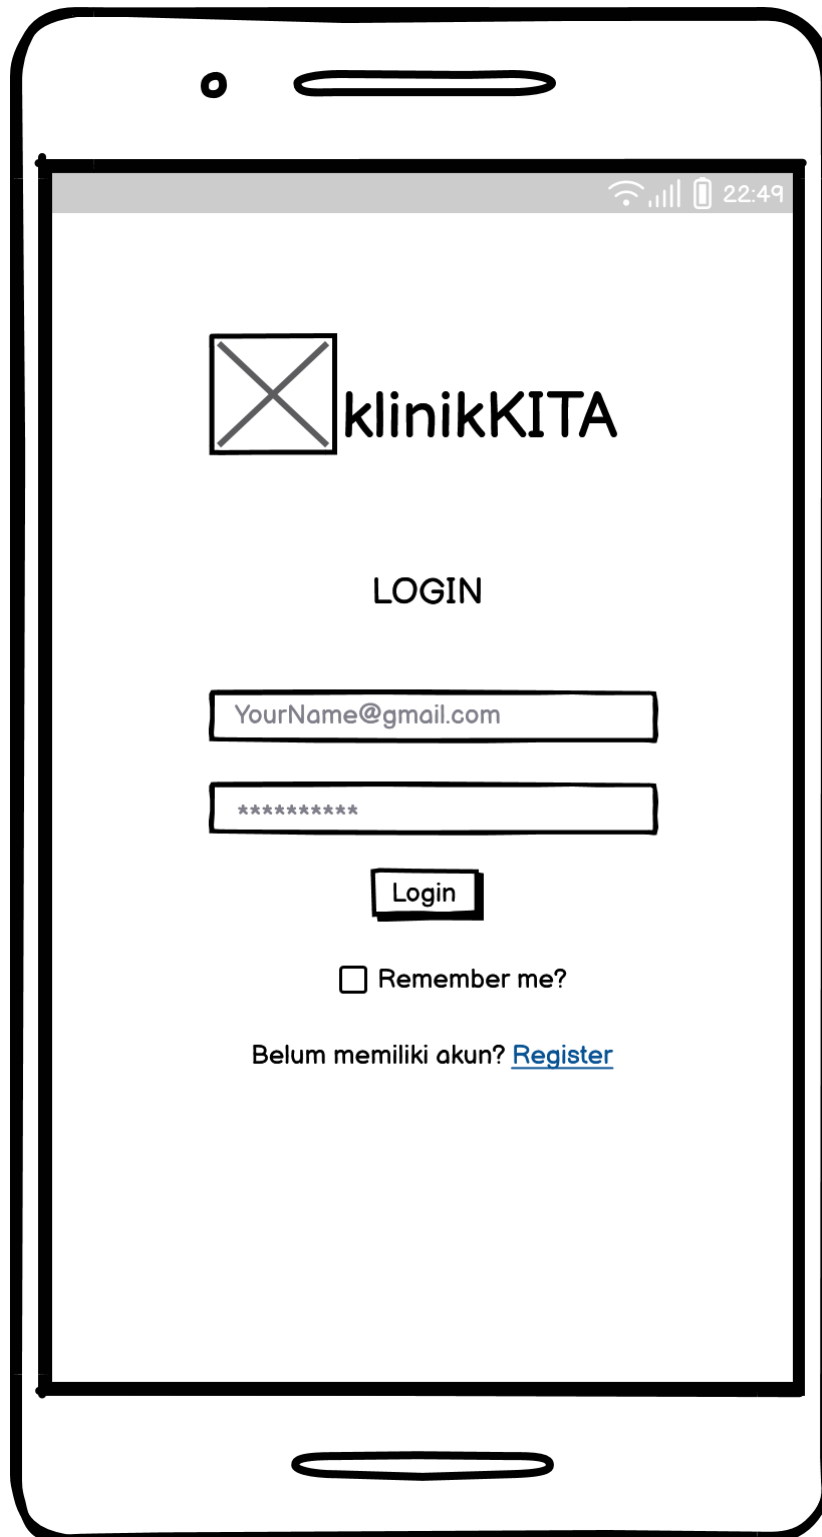 22:49
klinikKITA
LOGIN
YourName@gmail.com
**********
Login
Remember me?
Belum memiliki akun? Register